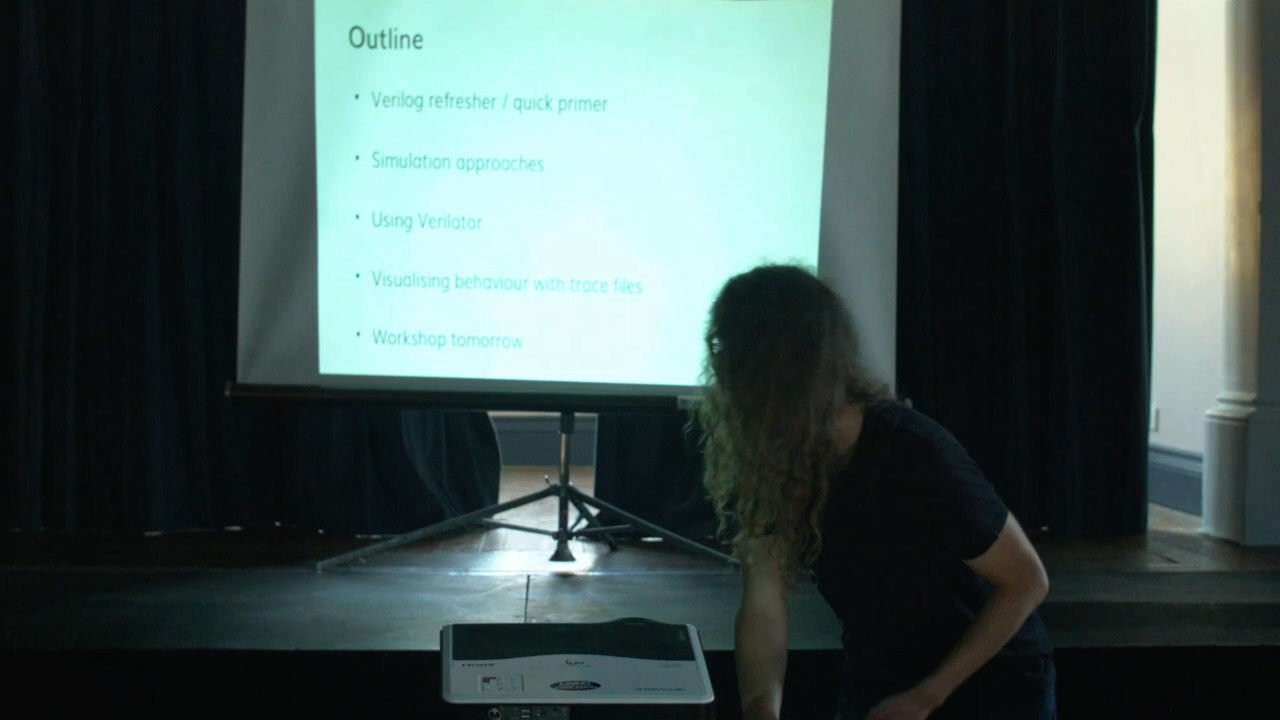 Outline
• Verilog refresher / quick primer
• Simulation approaches
• Using Verilator
• Visualising behaviour with trace files
• Workshop tomorrow